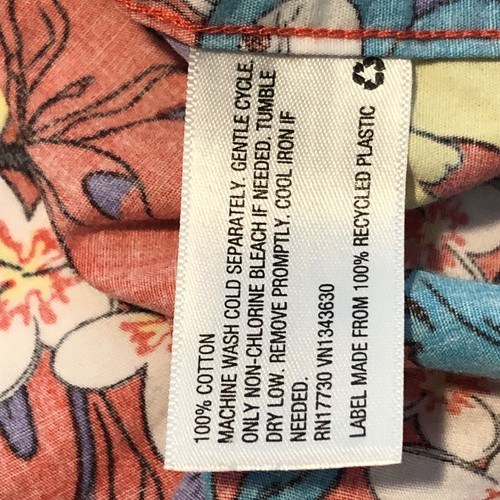 100% COTTON
MACHINE WASH COLD SEPARATELY. GENTLE CYCLE.
ONLY NON-CHLORINE BLEACH IF NEEDED. TUMBLE
DRY LOW. REMOVE PROMPTLY. COOL IRON IF
NEEDED.
RN17730 VN1343630
LABEL MADE FROM 100% RECYCLED PLASTIC